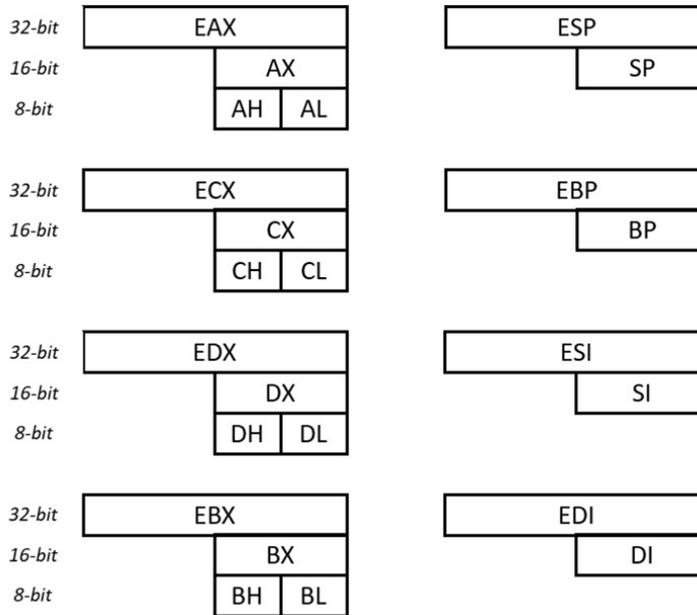 32-bit EAX ESP
16-bit AX SP
8-bit AH AL
32-bit ECX EBP
16-bit CX BP
8-bit CH CL
32-bit EDX ESI
16-bit DX SI
8-bit DH DL
32-bit EBX EDI
16-bit BX DI
8-bit BH BL